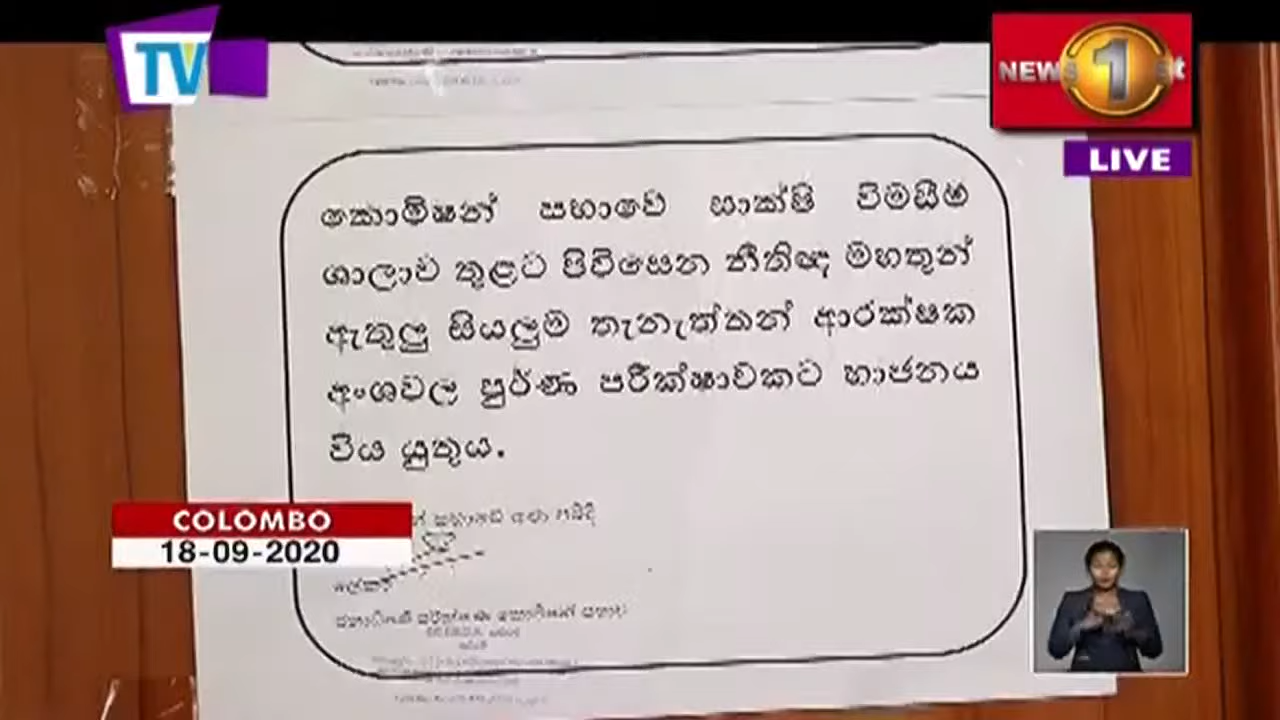 TV
NEWS 1st
LIVE
කොමිෂන් සභාවේ සාක්ෂි විමසීම්
ශාලාව තුළට පිවිසෙන නීතිඥ මහතුන්
ඇතුලු සියලුම තැනැත්තන් ආරක්ෂක
අංශවල පූර්ණ පරීක්ෂාවකට භාජනය
විය යුතුය.
COLOMBO
18-09-2020